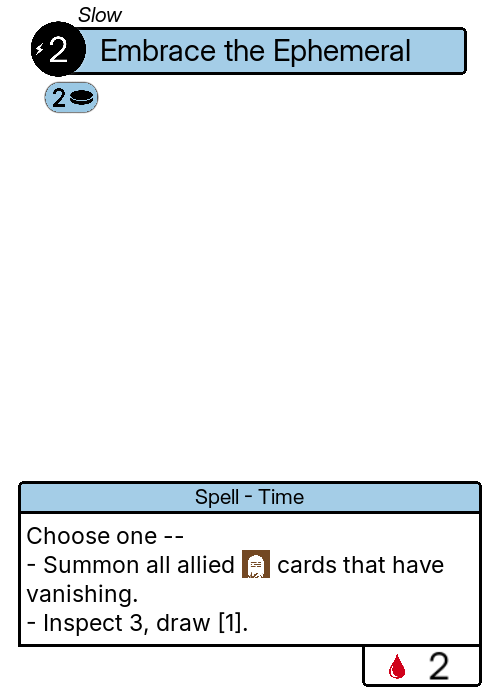 Slow
2 Embrace the Ephemeral
2
Spell - Time
Choose one --
- Summon all allied cards that have
vanishing.
- Inspect 3, draw [1].
2